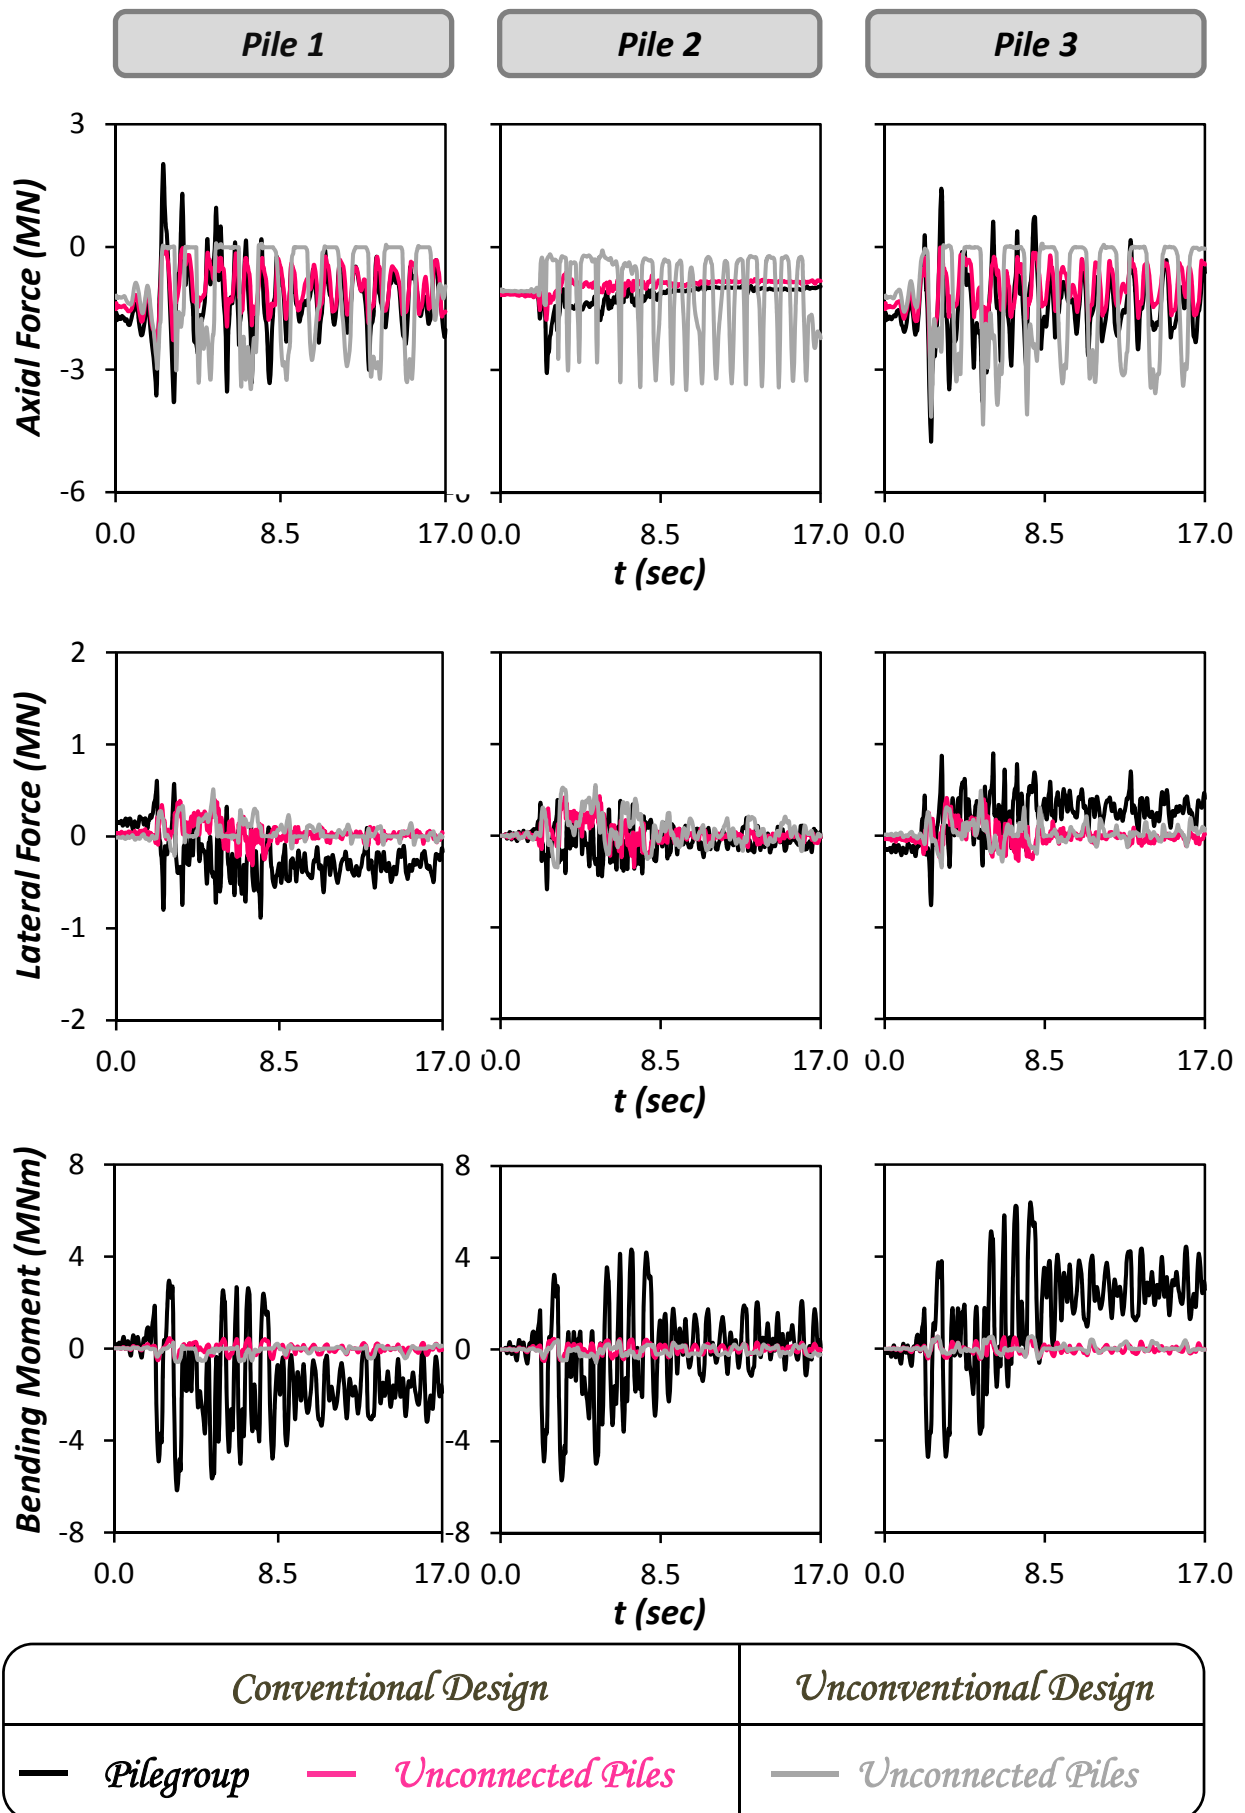 Pile 1 Pile 2 Pile 3
Axial Force (MN)
3
0
-3
-6
0.0 8.5 17.0 0.0 8.5 17.0 0.0 8.5 17.0
t (sec)
Lateral Force (MN)
2
1
0
-1
-2
0.0 8.5 17.0 0.0 8.5 17.0 0.0 8.5 17.0
t (sec)
Bending Moment (MNm)
8 8
4 4
0 0
-4 -4
-8 -8
0.0 8.5 17.0 0.0 8.5 17.0 0.0 8.5 17.0
t (sec)
Conventional Design Unconventional Design
Pilegroup Unconnected Piles Unconnected Piles